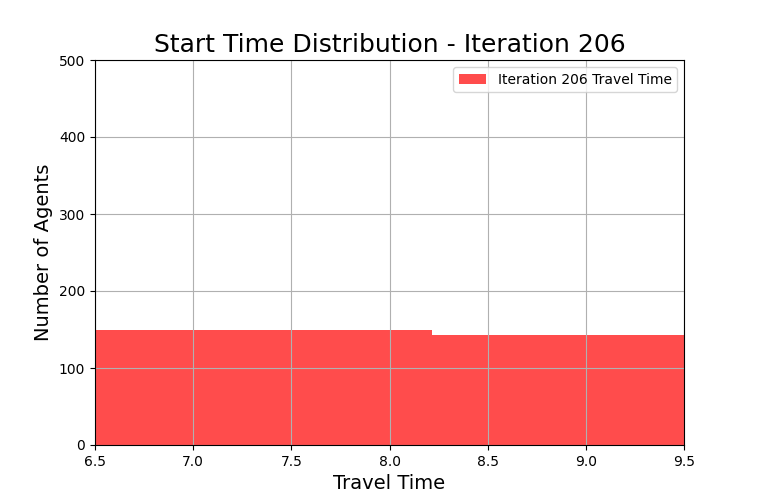 Start Time Distribution - Iteration 206
Iteration 206 Travel Time
Number of Agents
500
400
300
200
100
0
6.5 7.0 7.5 8.0 8.5 9.0 9.5
Travel Time